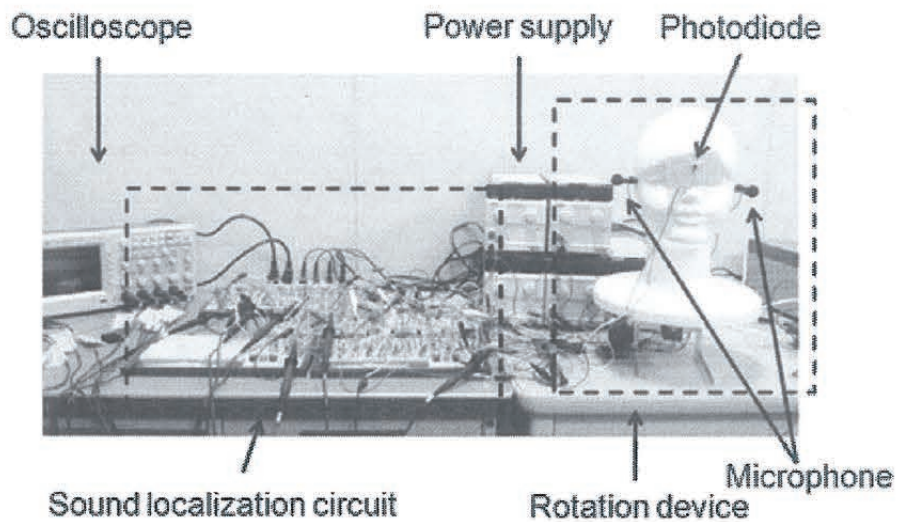 Oscilloscope
Power supply
Photodiode
Sound localization circuit
Rotation device
Microphone